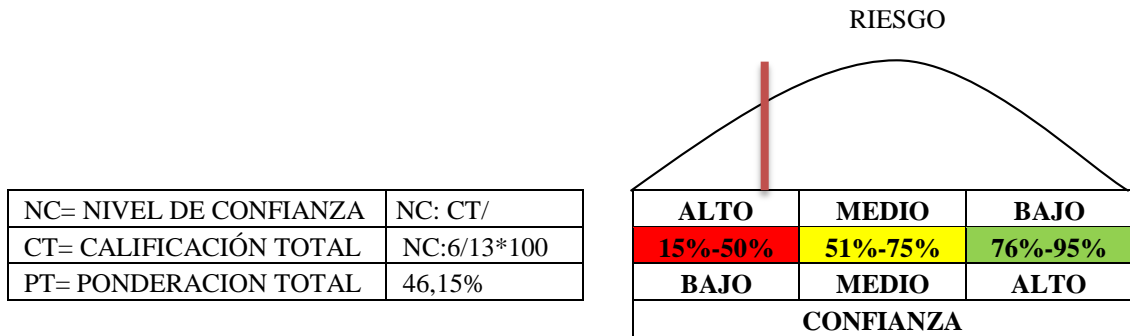 RIESGO
NC= NIVEL DE CONFIANZA NC: CT/
CT= CALIFICACIÓN TOTAL NC:6/13*100
PT= PONDERACION TOTAL 46,15%
ALTO MEDIO BAJO
15%-50% 51%-75% 76%-95%
BAJO MEDIO ALTO
CONFIANZA